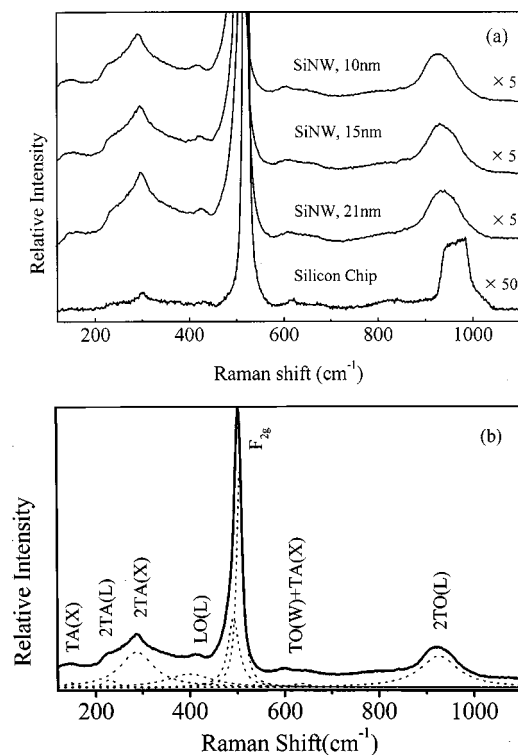 (a)
SiNW, 10nm
× 5
SiNW, 15nm
× 5
SiNW, 21nm
× 5
Silicon Chip
× 50
Relative Intensity
200 400 600 800 1000
Raman shift (cm⁻¹)
(b)
F₂g
TA(X)
2TA(L)
2TA(X)
LO(L)
TO(W)+TA(X)
2TO(L)
Relative Intensity
200 400 600 800 1000
Raman Shift(cm⁻¹)